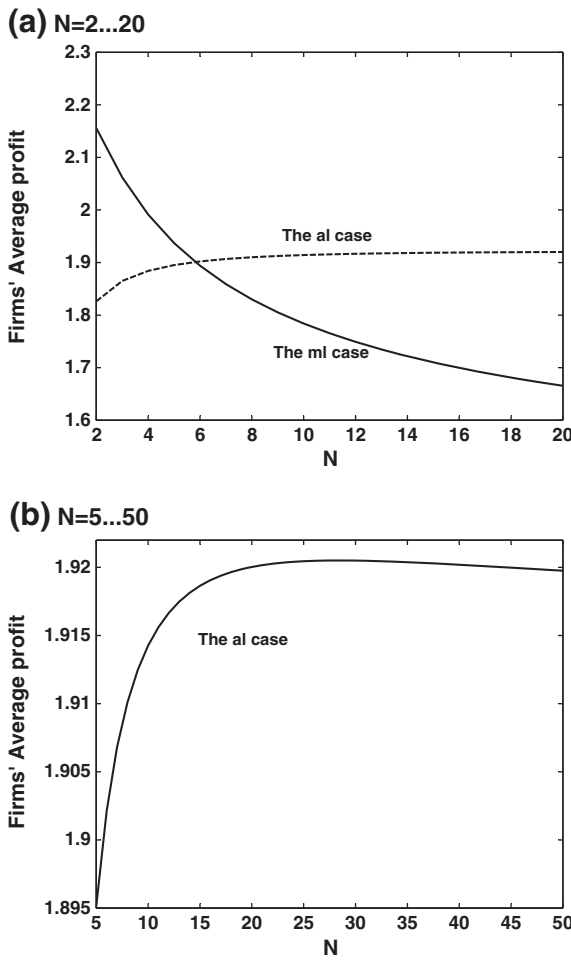 (a) N=2...20
2.3
2.2
2.1
2
1.9
1.8
1.7
1.6
Firms' Average profit
The al case
The ml case
2 4 6 8 10 12 14 16 18 20
N
(b) N=5...50
1.92
1.915
1.91
1.905
1.9
1.895
Firms' Average profit
The al case
5 10 15 20 25 30 35 40 45 50
N